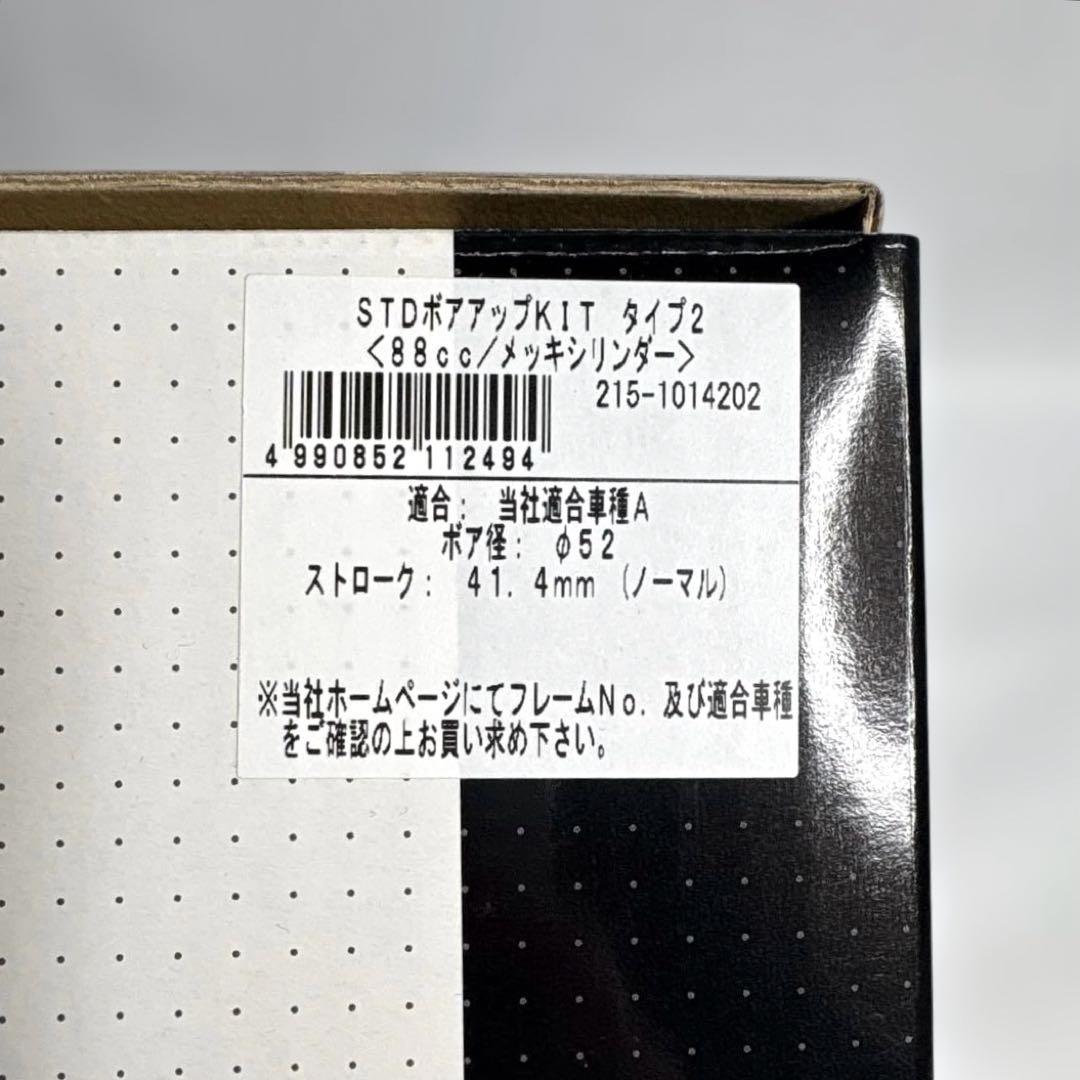 STDボアアップKIT タイプ2
<88cc/メッキシリンダー>
215-1014202
4 990852 112494
適合： 当社適合車種A
ボア径： φ52
ストローク： 41.4mm (ノーマル)
※当社ホームページにてフレームNo.及び適合車種
をご確認の上お買い求め下さい。